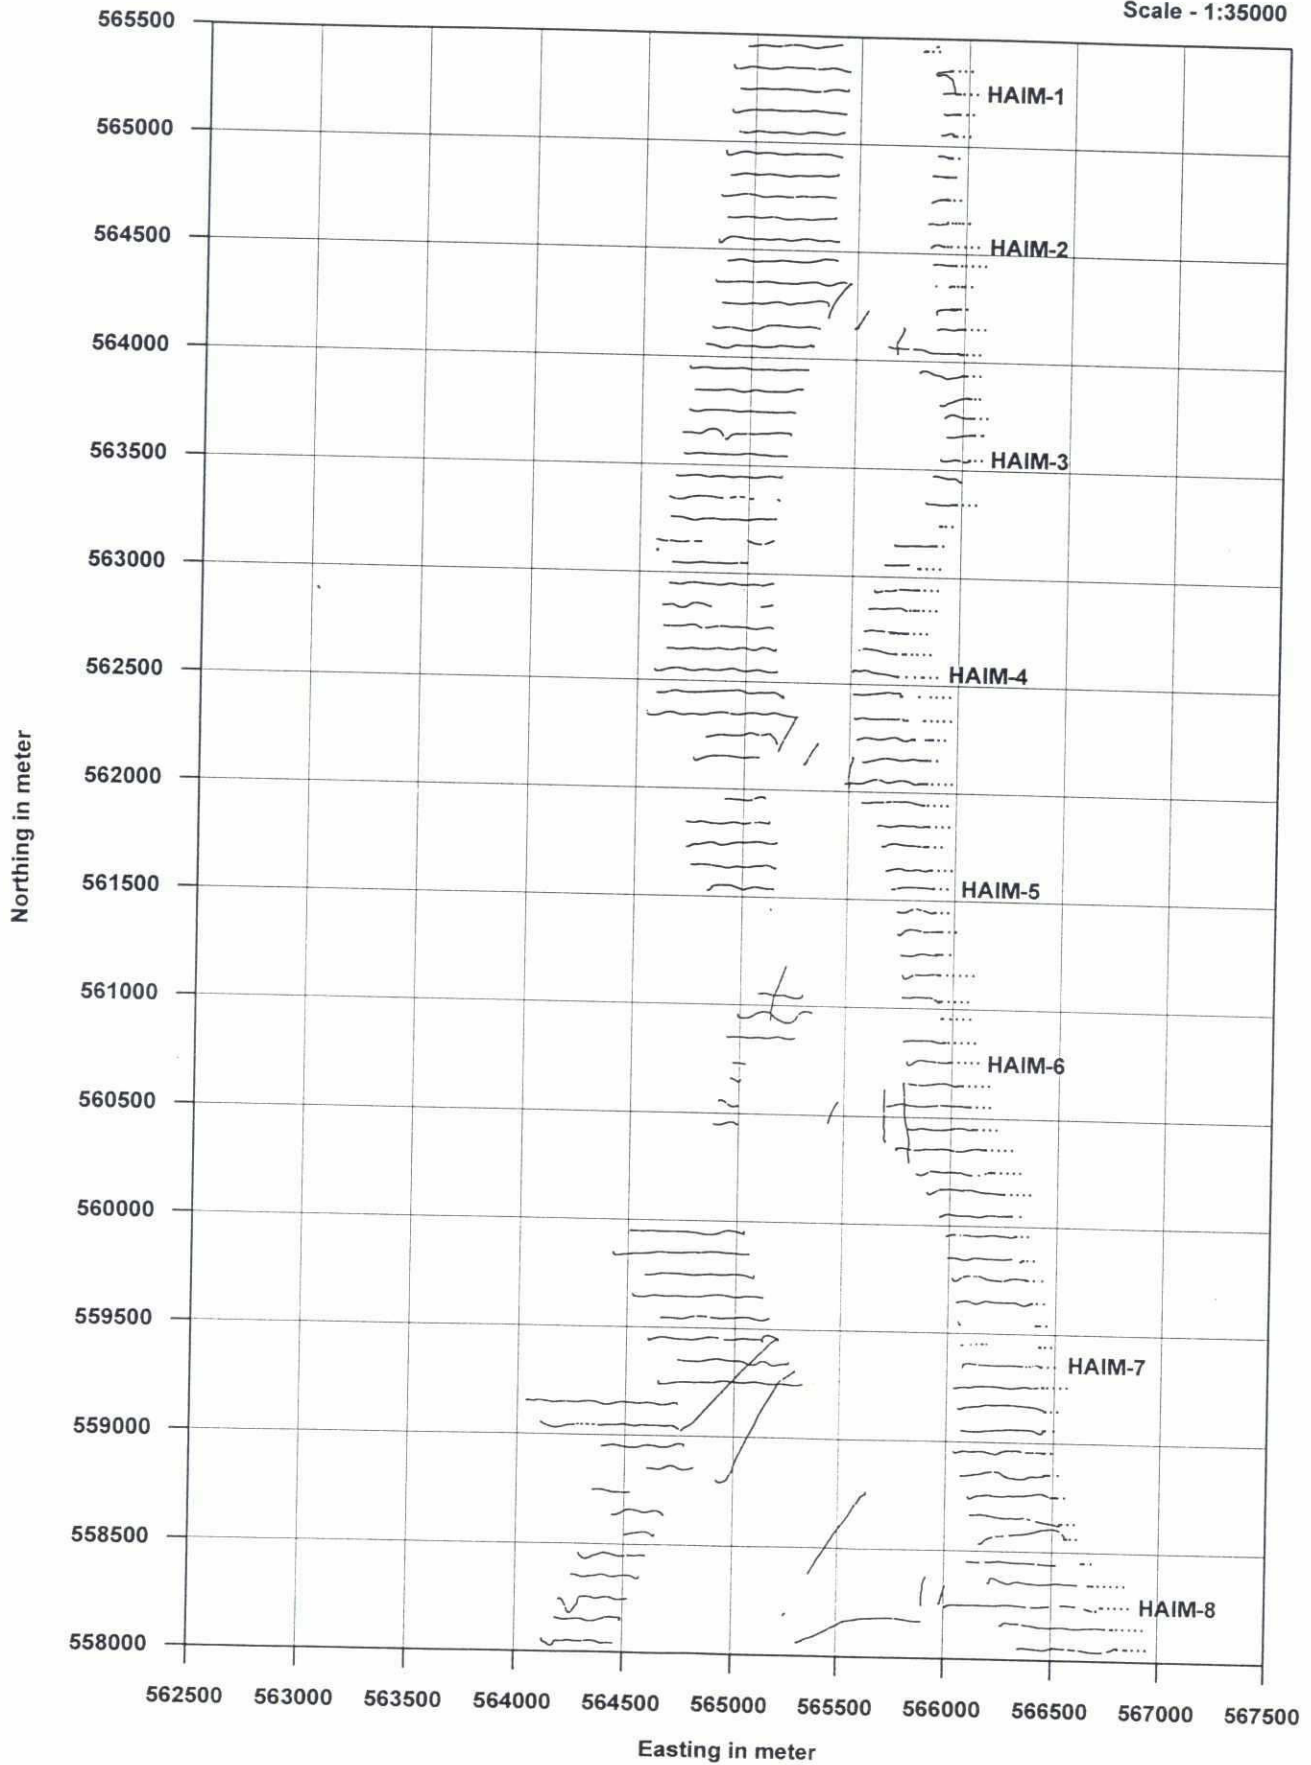 Scale - 1:35000
565500
HAIM-1
565000
564500
HAIM-2
564000
563500
HAIM-3
563000
562500
HAIM-4
Northing in meter
562000
561500
HAIM-5
561000
HAIM-6
560500
560000
559500
HAIM-7
559000
558500
HAIM-8
558000
562500 563000 563500 564000 564500 565000 565500 566000 566500 567000 567500
Easting in meter